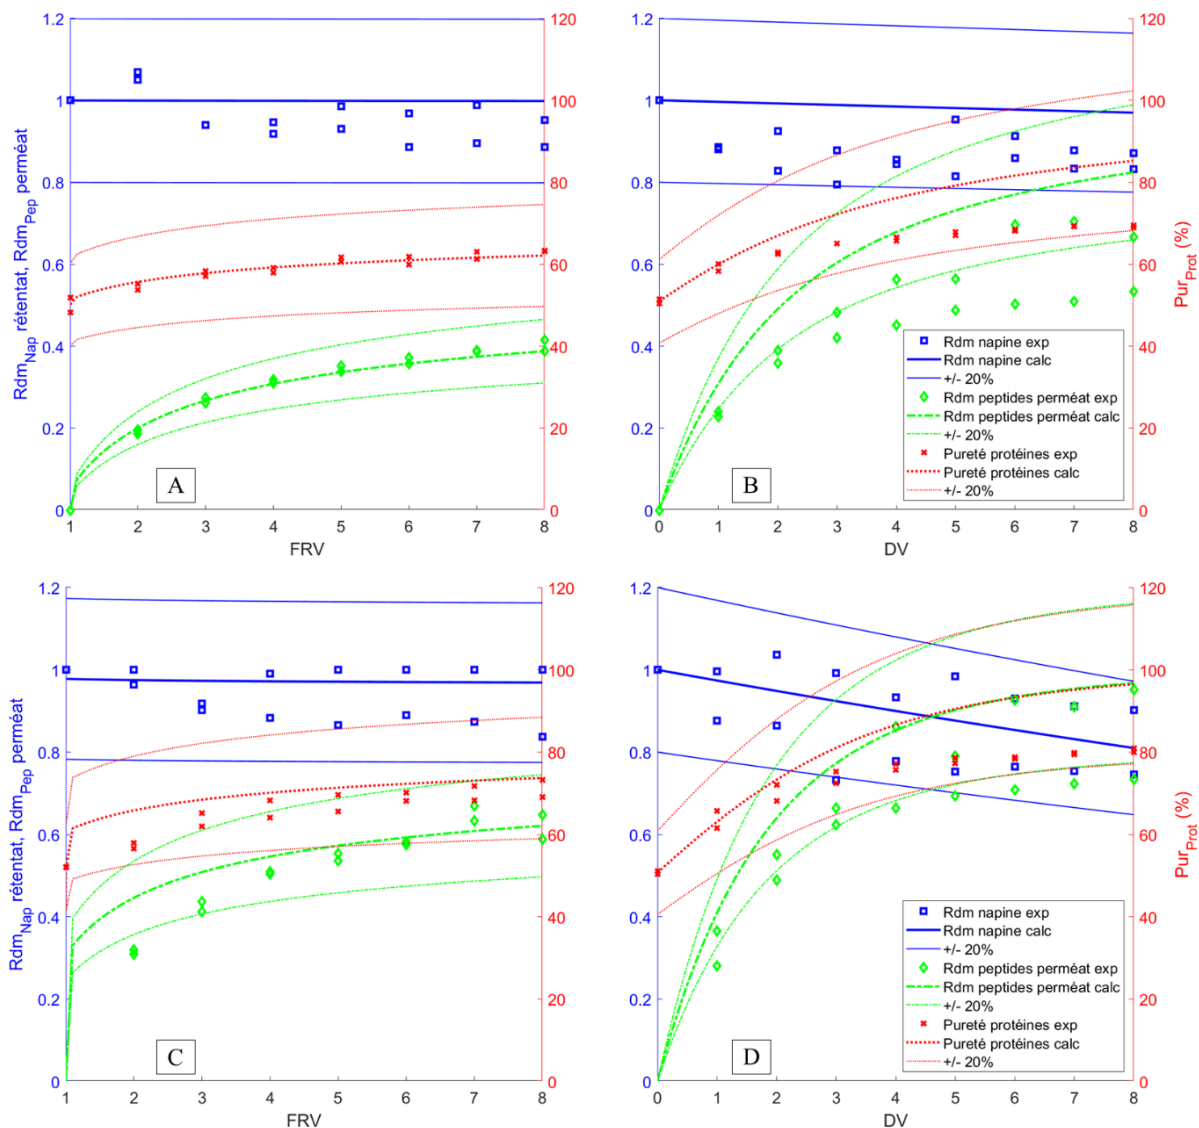 1.2
1
0.8
0.6
0.4
0.2
0
Rdm_Nap rétentat, Rdm_Pep perméat
120
100
80
60
40
20
0
A
1 2 3 4 5 6 7 8
FRV
1.2
1
0.8
0.6
0.4
0.2
0
120
100
80
60
40
20
0
Pur_Prot (%)
Rdm napine exp
Rdm napine calc
+/- 20%
Rdm peptides perméat exp
Rdm peptides perméat calc
+/- 20%
Pureté protéines exp
Pureté protéines calc
+/- 20%
B
0 1 2 3 4 5 6 7 8
DV
1.2
1
0.8
0.6
0.4
0.2
0
Rdm_Nap rétentat, Rdm_Pep perméat
120
100
80
60
40
20
0
C
1 2 3 4 5 6 7 8
FRV
1.2
1
0.8
0.6
0.4
0.2
0
120
100
80
60
40
20
0
Pur_Prot (%)
Rdm napine exp
Rdm napine calc
+/- 20%
Rdm peptides perméat exp
Rdm peptides perméat calc
+/- 20%
Pureté protéines exp
Pureté protéines calc
+/- 20%
D
0 1 2 3 4 5 6 7 8
DV